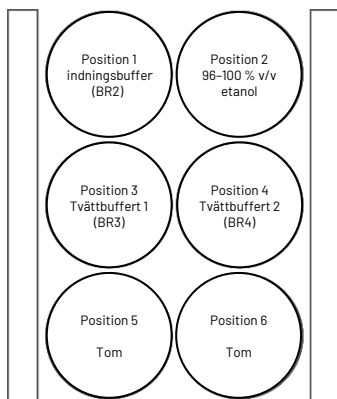 Position 1
indningsbuffer
(BR2)
Position 2
96–100 % v/v
etanol
Position 3
Tvättbuffert 1
(BR3)
Position 4
Tvättbuffert 2
(BR4)
Position 5
Tom
Position 6
Tom